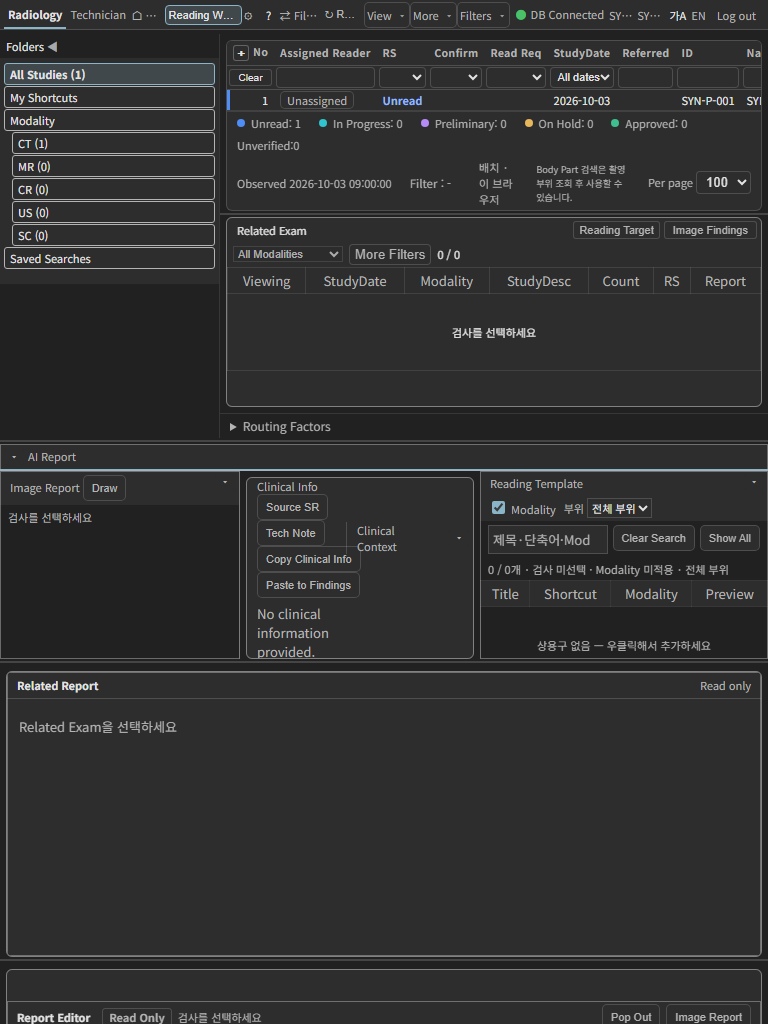 Radiology Technician ⌂ ··· Reading W... ⚙ ? ⇄ Fil··· ↻ R... View More Filters DB Connected SY··· SY··· 가A EN Log out
Folders ◀
All Studies (1)
My Shortcuts
Modality
CT (1)
MR (0)
CR (0)
US (0)
SC (0)
Saved Searches
+ No Assigned Reader RS Confirm Read Req StudyDate Referred ID Na
Clear All dates
1 Unassigned Unread 2026-10-03 SYN-P-001 SYI
Unread: 1 In Progress: 0 Preliminary: 0 On Hold: 0 Approved: 0
Unverified:0
Observed 2026-10-03 09:00:00 Filter : -
배치 ·
이 브라
우저
Body Part 검색은 촬영
부위 조회 후 사용할 수
있습니다.
Per page 100
Related Exam Reading Target Image Findings
All Modalities More Filters 0 / 0
Viewing StudyDate Modality StudyDesc Count RS Report
검사를 선택하세요
▶ Routing Factors
AI Report
Image Report Draw
검사를 선택하세요
Clinical Info
Source SR
Tech Note
Copy Clinical Info
Paste to Findings
Clinical
Context
No clinical
information
provided.
Reading Template
Modality 부위 전체 부위
제목·단축어·Mod Clear Search Show All
0 / 0개 · 검사 미선택 · Modality 미적용 · 전체 부위
Title Shortcut Modality Preview
상용구 없음 — 우클릭해서 추가하세요
Related Report Read only
Related Exam을 선택하세요
Report Editor Read Only 검사를 선택하세요 Pop Out Image Report